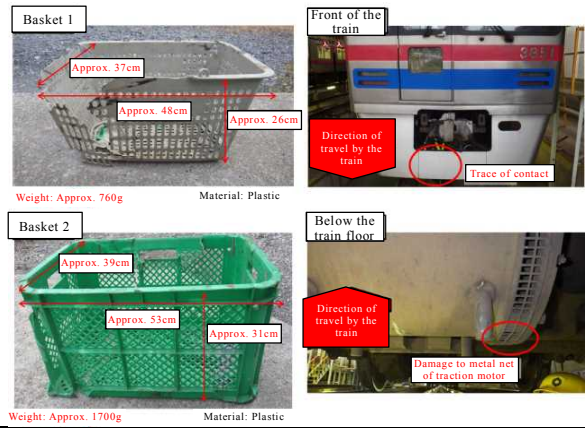 Basket 1
Approx. 37cm
Approx. 48cm
Approx. 26cm
Weight: Approx. 760g
Material: Plastic
Front of the
train
Direction of
travel by the
train
Trace of contact
Basket 2
Approx. 39cm
Approx. 53cm
Approx. 31cm
Weight: Approx. 1700g
Material: Plastic
Below the
train floor
Direction of
travel by the
train
Damage to metal net
of traction motor